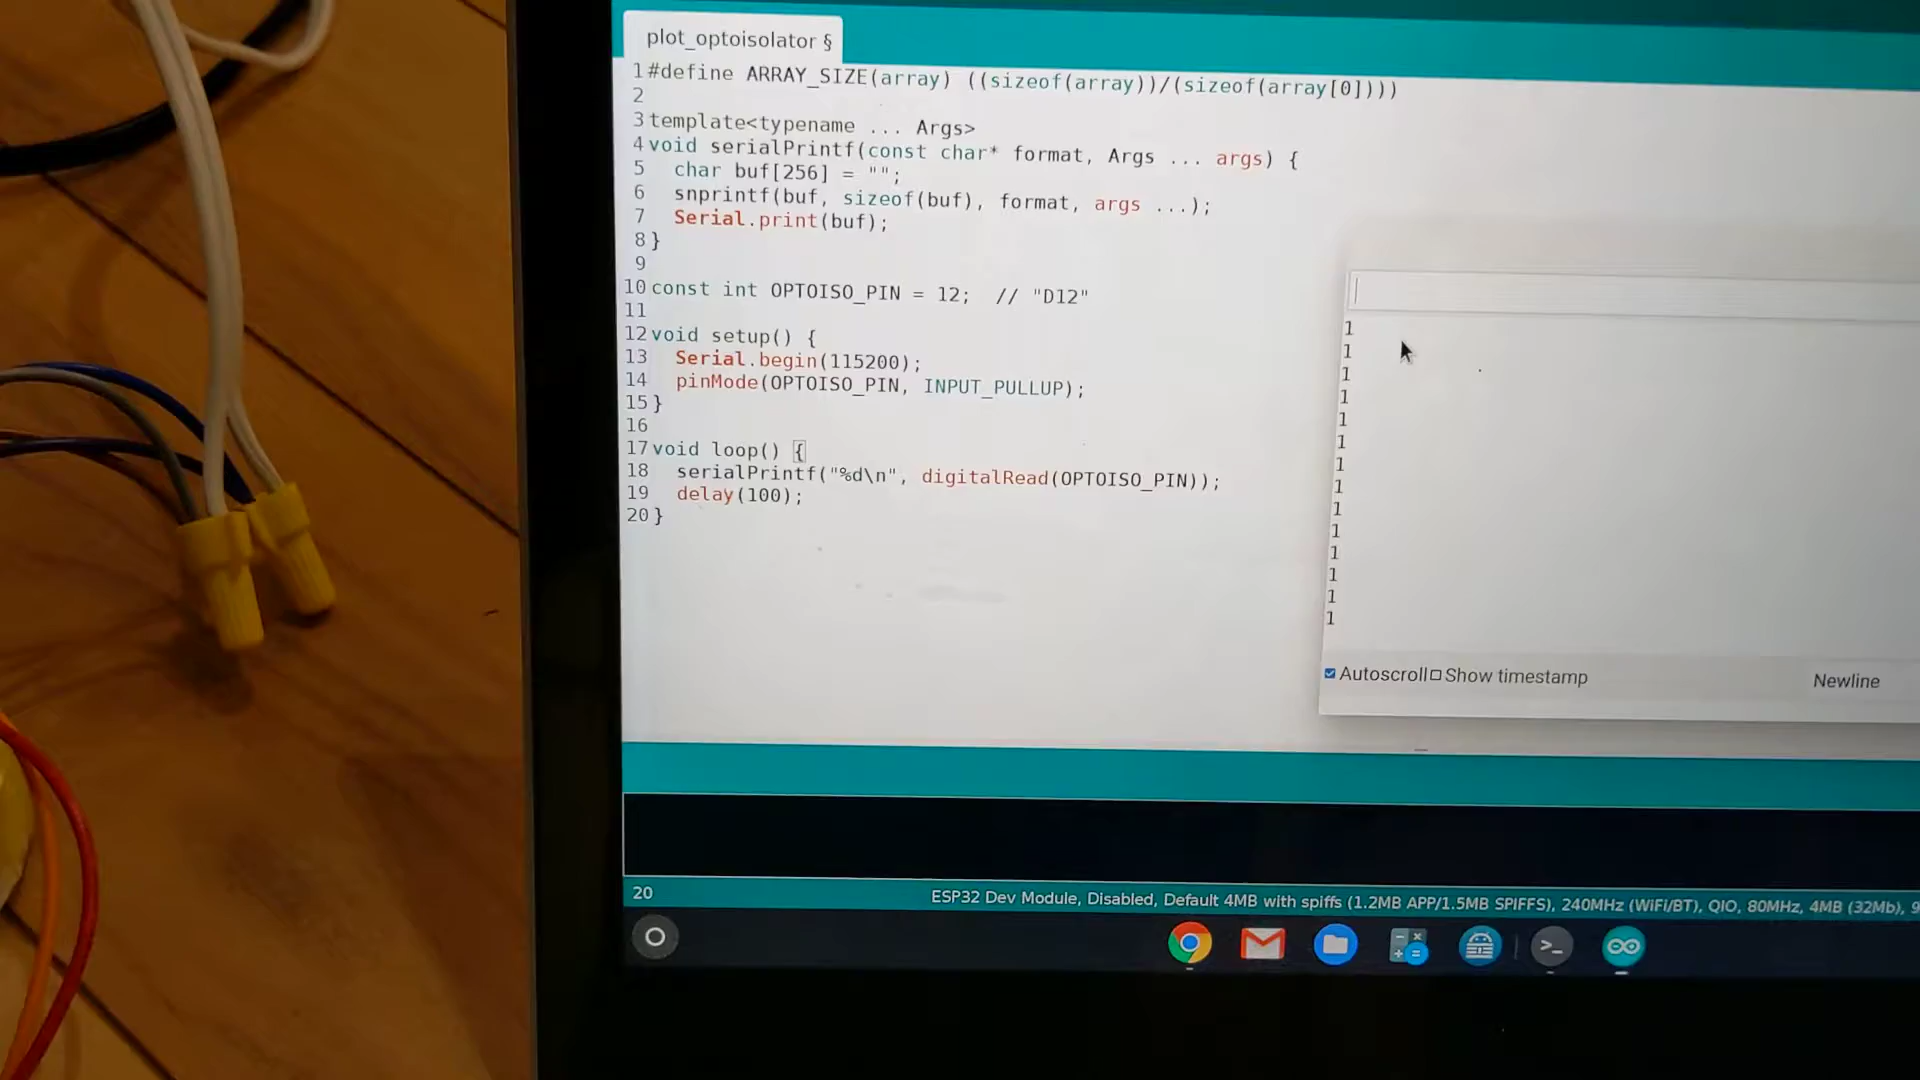 plot_optoisolator §
1 #define ARRAY_SIZE(array) ((sizeof(array))/(sizeof(array[0])))
2
3 template<typename ... Args>
4 void serialPrintf(const char* format, Args ... args) {
5 char buf[256] = "";
6 snprintf(buf, sizeof(buf), format, args ...);
7 Serial.print(buf);
8 }
9
10 const int OPTOISO_PIN = 12; // "D12"
11
12 void setup() {
13 Serial.begin(115200);
14 pinMode(OPTOISO_PIN, INPUT_PULLUP);
15 }
16
17 void loop() {
18 serialPrintf("%d\n", digitalRead(OPTOISO_PIN));
19 delay(100);
20 }
1
1
1
1
1
1
1
1
1
1
1
1
1
1
Autoscroll Show timestamp Newline
20 ESP32 Dev Module, Disabled, Default 4MB with spiffs (1.2MB APP/1.5MB SPIFFS), 240MHz (WiFi/BT), QIO, 80MHz, 4MB (32Mb), 9